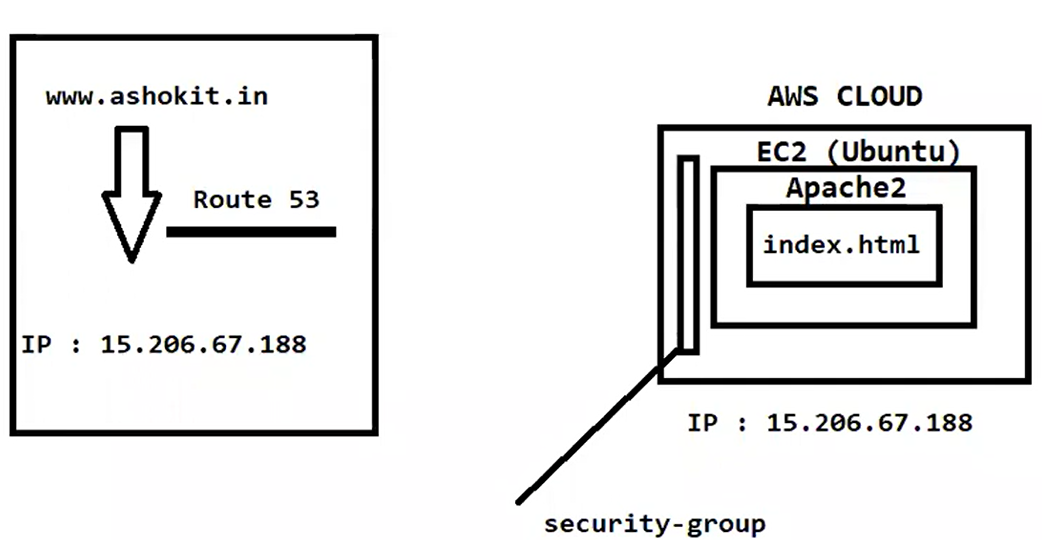 www.ashokit.in
Route 53
IP : 15.206.67.188
AWS CLOUD
EC2 (Ubuntu)
Apache2
index.html
IP : 15.206.67.188
security-group